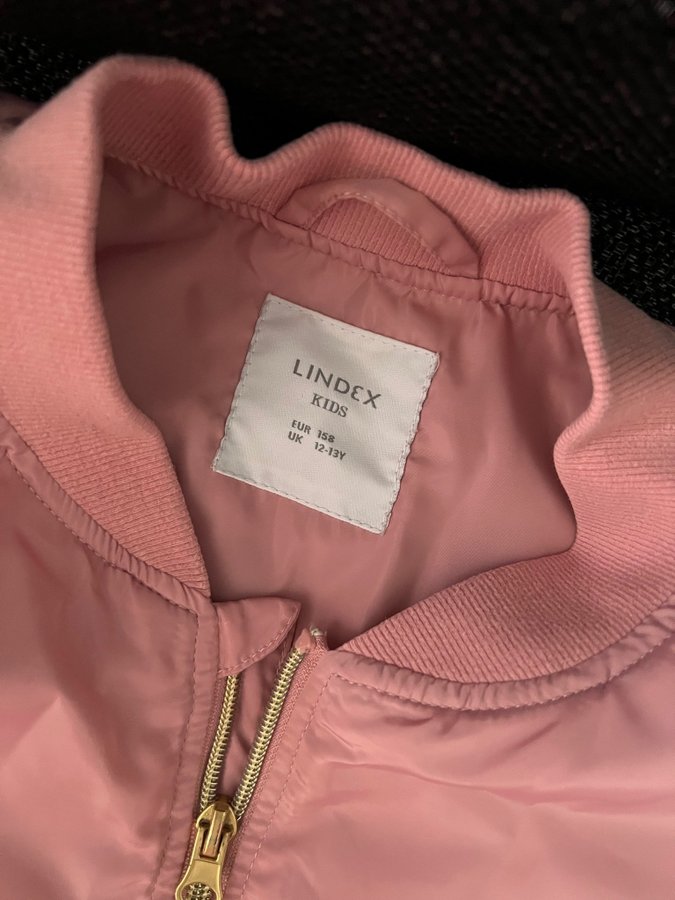 LINDEX
KIDS
EUR 158
UK 12-13Y